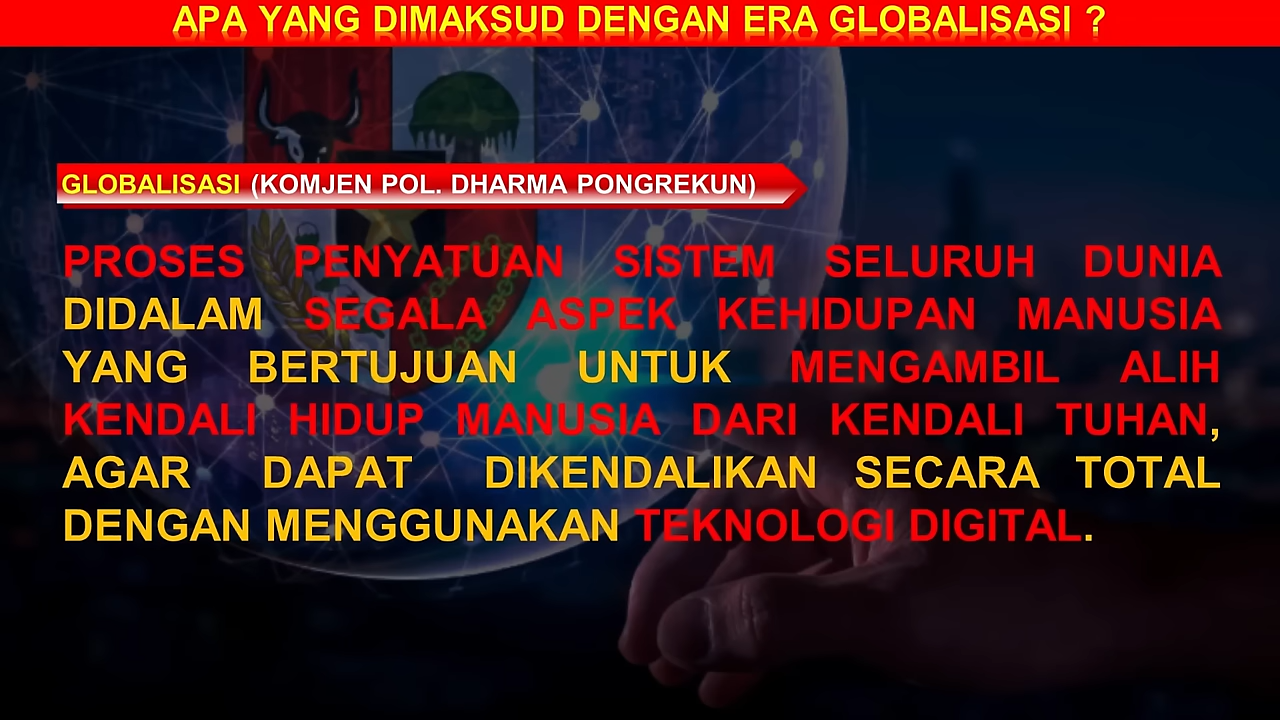 APA YANG DIMAKSUD DENGAN ERA GLOBALISASI ?
GLOBALISASI (KOMJEN POL. DHARMA PONGREKUN)
PROSES PENYATUAN SISTEM SELURUH DUNIA
DIDALAM SEGALA ASPEK KEHIDUPAN MANUSIA
YANG BERTUJUAN UNTUK MENGAMBIL ALIH
KENDALI HIDUP MANUSIA DARI KENDALI TUHAN,
AGAR DAPAT DIKENDALIKAN SECARA TOTAL
DENGAN MENGGUNAKAN TEKNOLOGI DIGITAL.